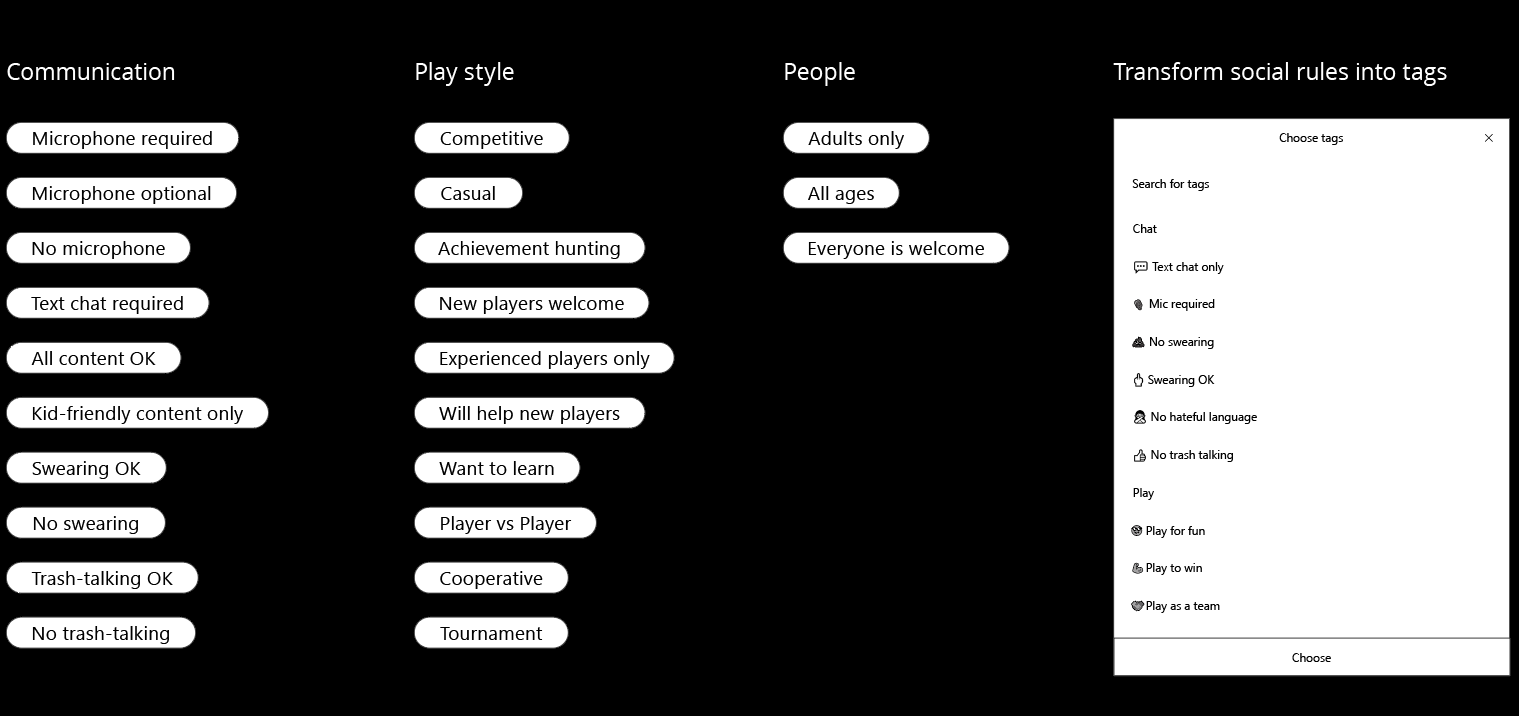 Communication
Microphone required
Microphone optional
No microphone
Text chat required
All content OK
Kid-friendly content only
Swearing OK
No swearing
Trash-talking OK
No trash-talking
Play style
Competitive
Casual
Achievement hunting
New players welcome
Experienced players only
Will help new players
Want to learn
Player vs Player
Cooperative
Tournament
People
Adults only
All ages
Everyone is welcome
Transform social rules into tags
Choose tags
Search for tags
Chat
Text chat only
Mic required
No swearing
Swearing OK
No hateful language
No trash talking
Play
Play for fun
Play to win
Play as a team
Choose